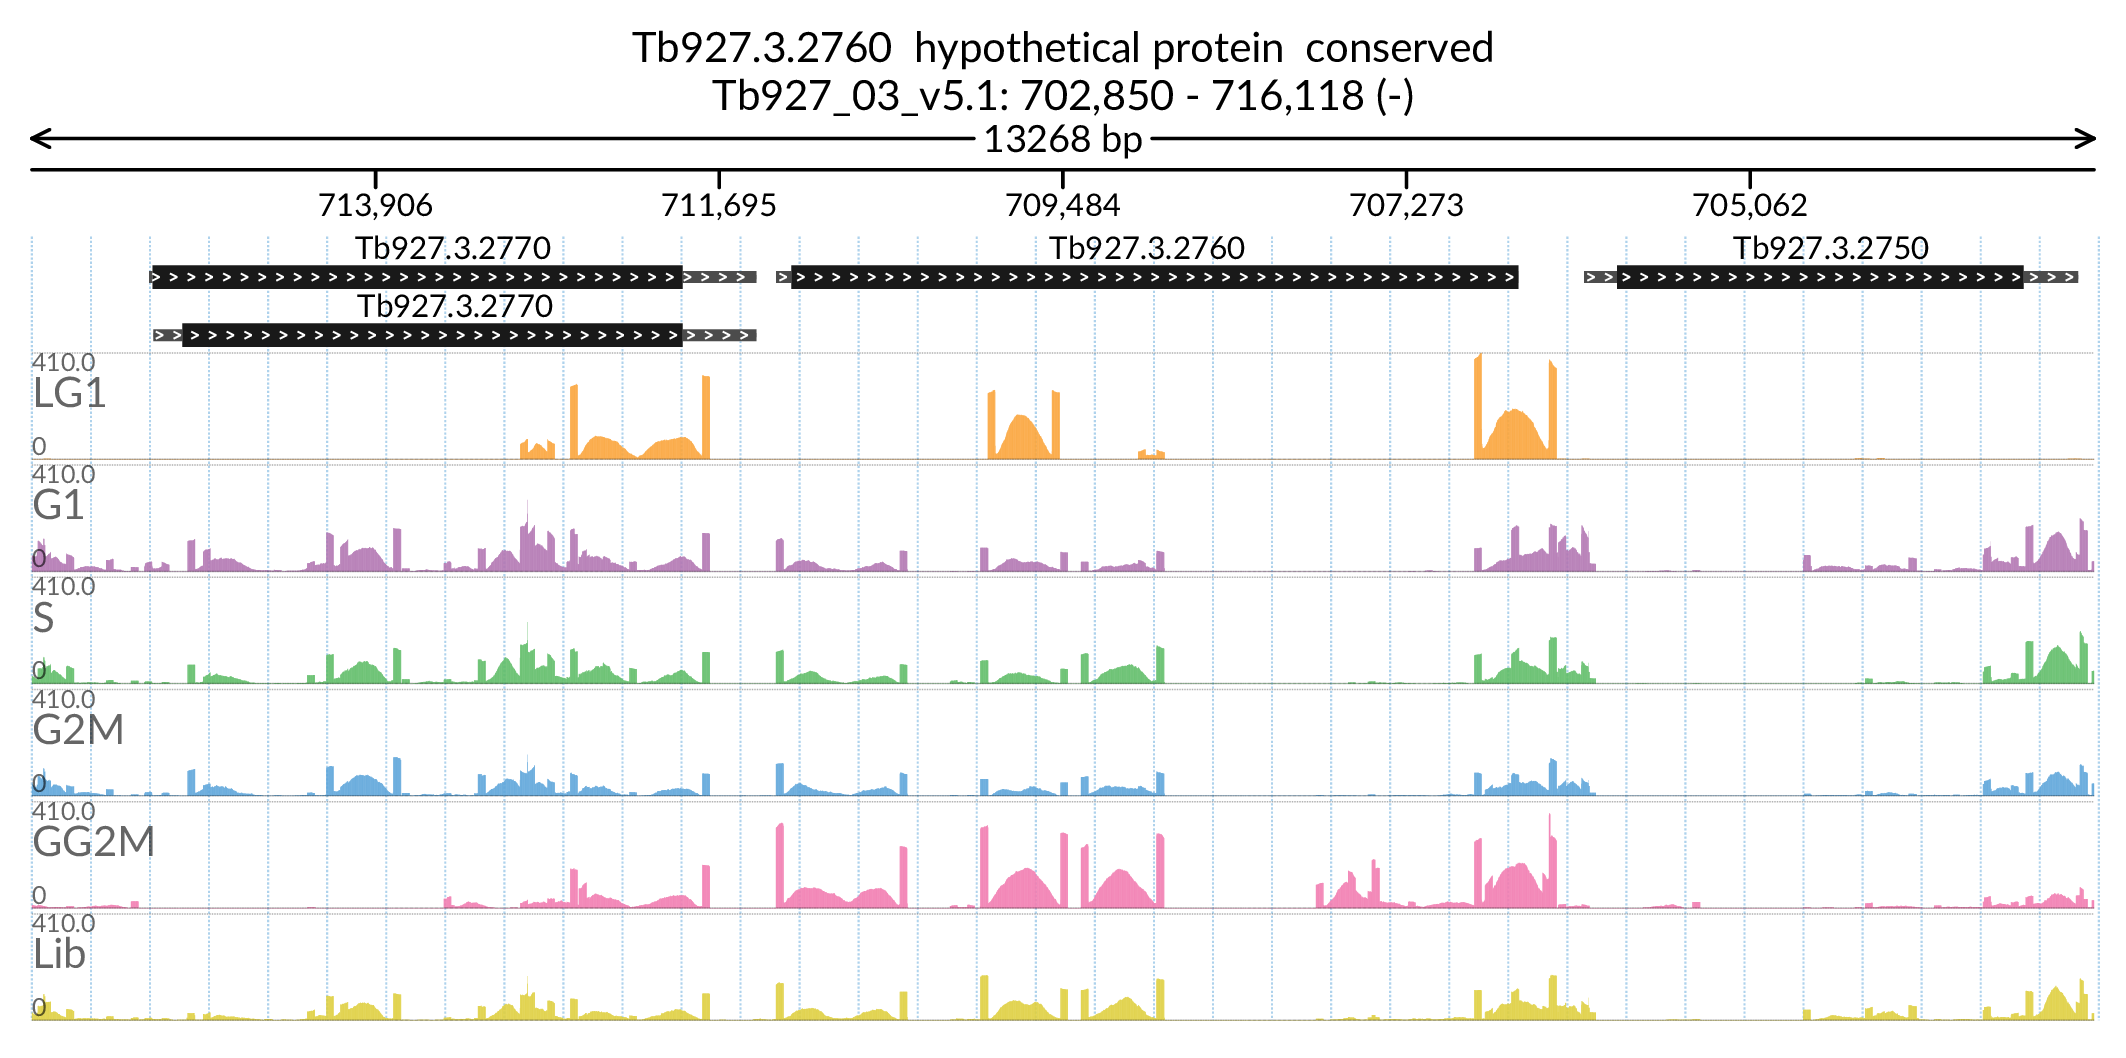 Tb927.3.2760  hypothetical protein  conserved
Tb927_03_v5.1: 702,850 - 716,118 (-)
13268 bp
713,906 711,695 709,484 707,273 705,062
Tb927.3.2770 Tb927.3.2760 Tb927.3.2750
Tb927.3.2770
410.0
LG1
0
410.0
G1
0
410.0
S
0
410.0
G2M
0
410.0
GG2M
0
410.0
Lib
0